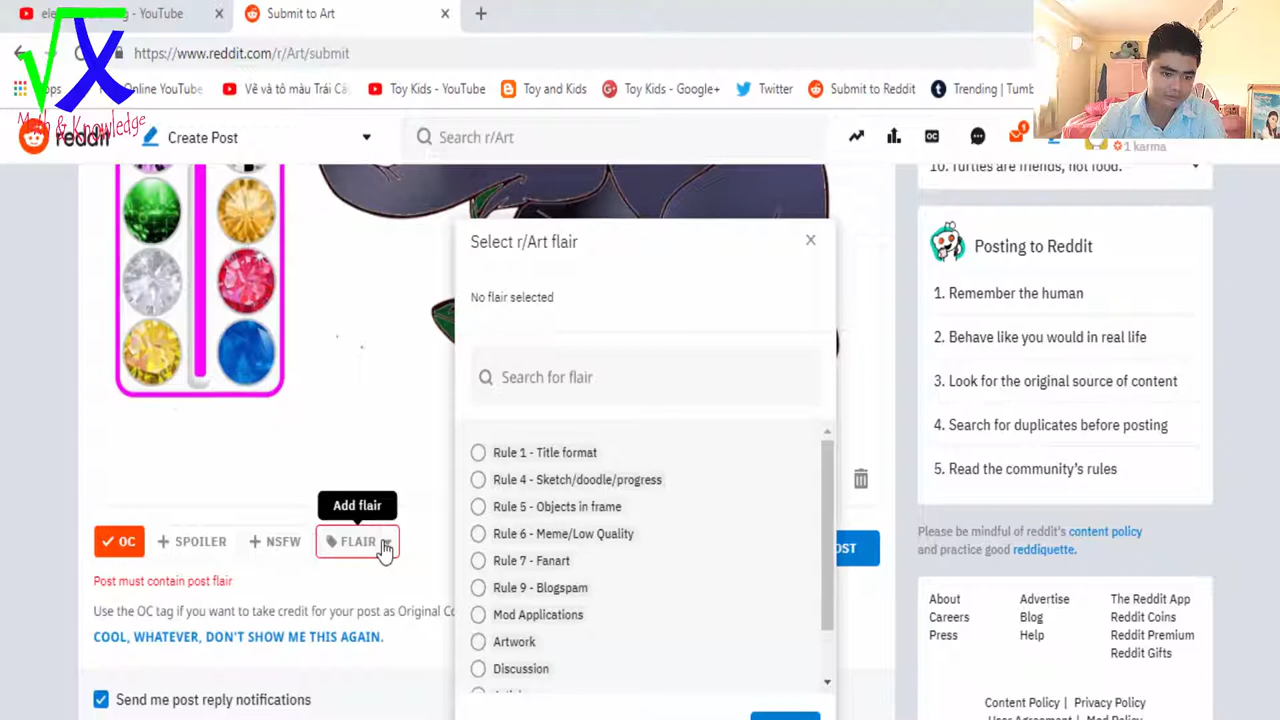 YouTube
Submit to Art
https://www.reddit.com/r/Art/submit
Online YouTube
Vẽ và tô màu Trái
Toy Kids - YouTube
Toy and Kids
Toy Kids - Google+
Twitter
Submit to Reddit
Trending | Tumb
√X
Math & Knowledge
reddit
Create Post
Search r/Art
1
1 karma
10. Turtles are friends, not food.
Select r/Art flair
No flair selected
Search for flair
Rule 1 - Title format
Rule 4 - Sketch/doodle/progress
Rule 5 - Objects in frame
Rule 6 - Meme/Low Quality
Rule 7 - Fanart
Rule 9 - Blogspam
Mod Applications
Artwork
Discussion
Posting to Reddit
1. Remember the human
2. Behave like you would in real life
3. Look for the original source of content
4. Search for duplicates before posting
5. Read the community's rules
Please be mindful of reddit's content policy
and practice good reddiquette.
Add flair
OC
SPOILER
NSFW
FLAIR
OST
Post must contain post flair
Use the OC tag if you want to take credit for your post as Original Co
COOL, WHATEVER, DON'T SHOW ME THIS AGAIN.
Send me post reply notifications
About
Careers
Press
Advertise
Blog
Help
The Reddit App
Reddit Coins
Reddit Premium
Reddit Gifts
Content Policy | Privacy Policy
User Agreement | Mod Policy